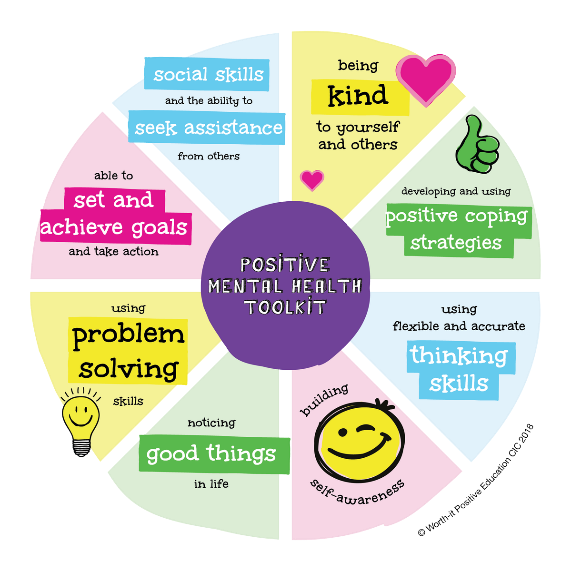 POSITIVE
MENTAL HEALTH
TOOLKIT
being
kind
to yourself
and others
developing and using
positive coping
strategies
using
flexible and accurate
thinking
skills
building
self-awareness
noticing
good things
in life
using
problem
solving
skills
able to
set and
achieve goals
and take action
social skills
and the ability to
seek assistance
from others
© Worth-it Positive Education CIC 2018